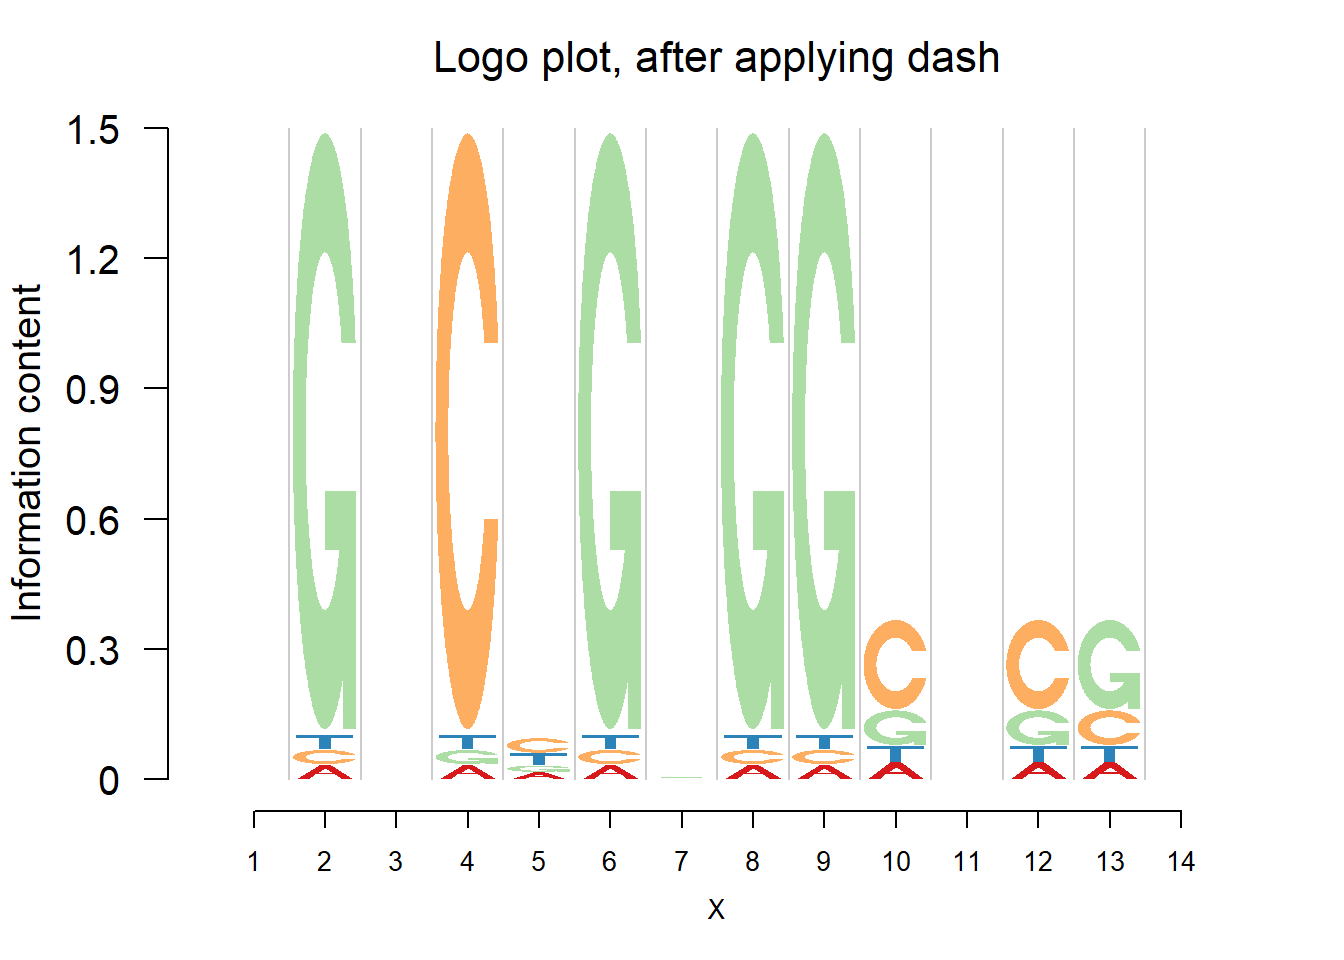 Logo plot, after applying dash
Information content
1.5
1.2
0.9
0.6
0.3
0
G T C A
C T G A
C T G A
G T C A
G T C A
G T C A
C G T A
C G T A
G C T A
1 2 3 4 5 6 7 8 9 10 11 12 13 14
X